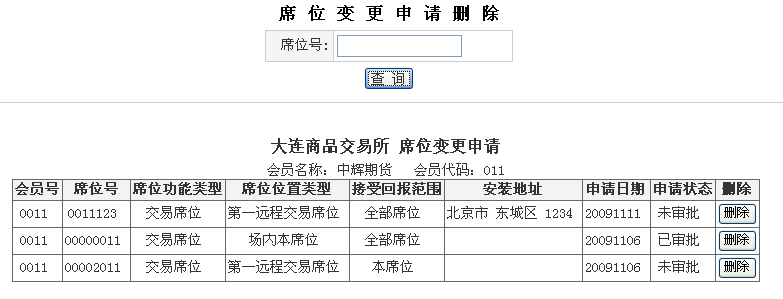 席 位 变 更 申 请 删 除
席位号:
查 询
大连商品交易所 席位变更申请
会员名称: 中辉期货 会员代码: 011
会员号 席位号 席位功能类型 席位位置类型 接受回报范围 安装地址 申请日期 申请状态 删除
0011 0011123 交易席位 第一远程交易席位 全部席位 北京市 东城区 1234 20091111 未审批 删除
0011 00000011 交易席位 场内本席位 全部席位 20091106 已审批 删除
0011 00002011 交易席位 第一远程交易席位 本席位 20091106 未审批 删除